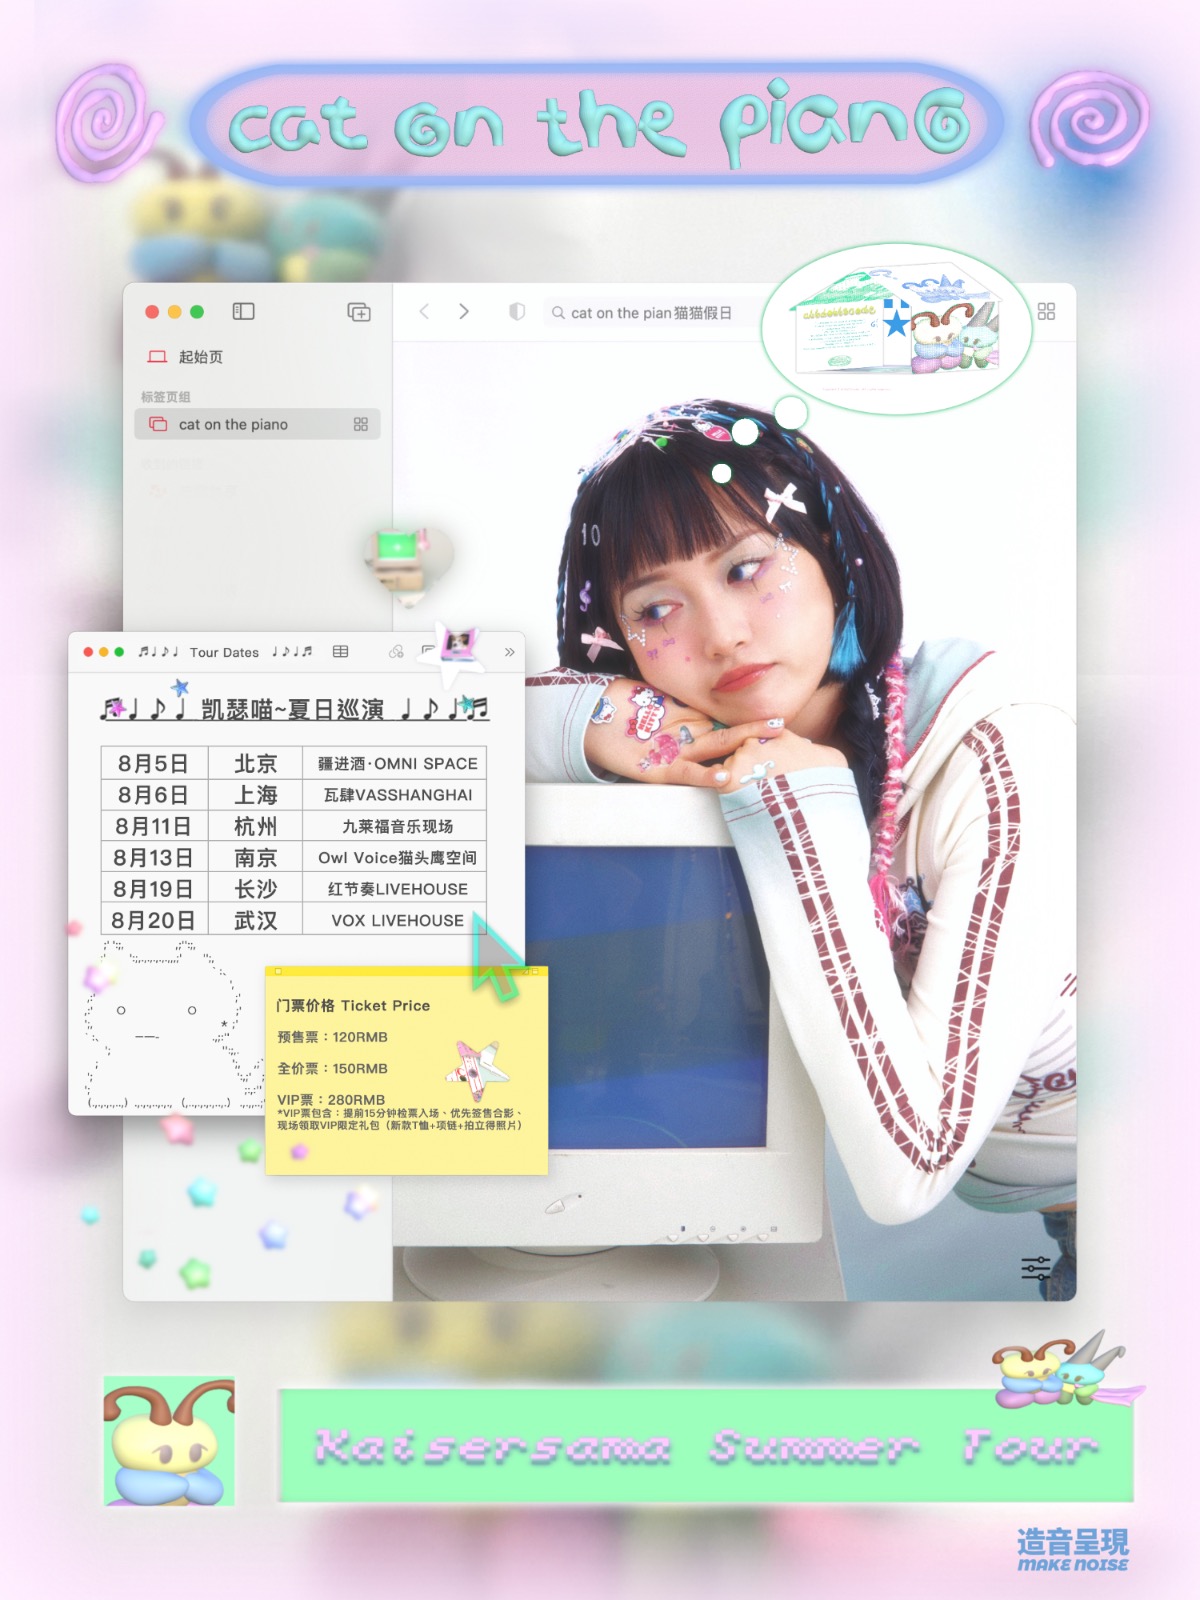 cat on the piano
cat on the pian猫猫假日
起始页
标签页组
cat on the piano
10
Tour Dates
凯瑟喵~夏日巡演
8月5日 北京 疆进酒·OMNI SPACE
8月6日 上海 瓦肆VASSHANGHAI
8月11日 杭州 九莱福音乐现场
8月13日 南京 Owl Voice猫头鹰空间
8月19日 长沙 红节奏LIVEHOUSE
8月20日 武汉 VOX LIVEHOUSE
门票价格 Ticket Price
预售票：120RMB
全价票：150RMB
VIP票：280RMB
*VIP票包含：提前15分钟检票入场、优先签售合影、
现场领取VIP限定礼包（新款T恤+项链+拍立得照片）
Kaisersama Summer Tour
造音呈現
MAKE NOISE